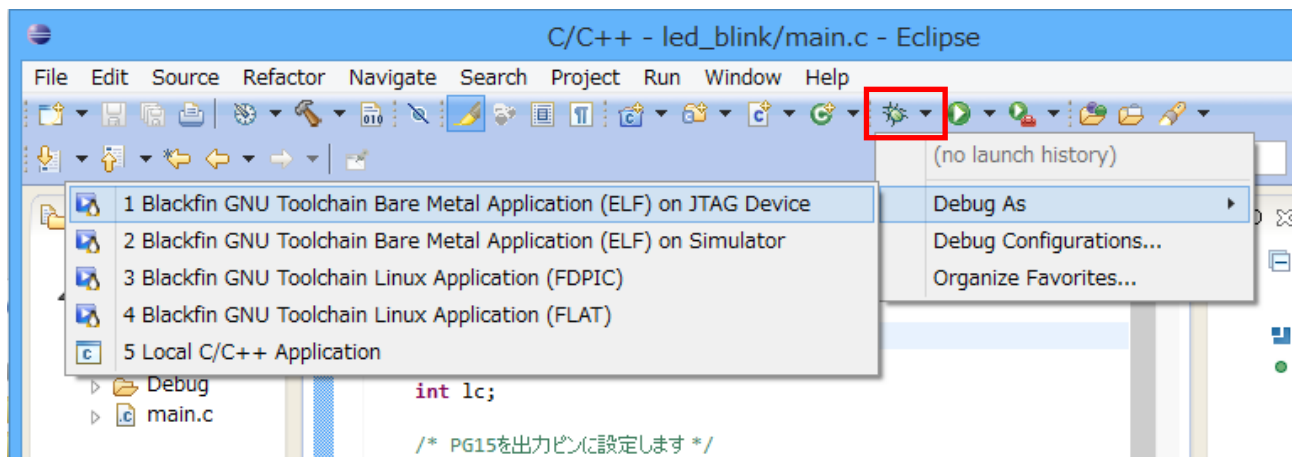 C/C++ - led_blink/main.c - Eclipse
File Edit Source Refactor Navigate Search Project Run Window Help
(no launch history)
Debug As
Debug Configurations...
Organize Favorites...
1 Blackfin GNU Toolchain Bare Metal Application (ELF) on JTAG Device
2 Blackfin GNU Toolchain Bare Metal Application (ELF) on Simulator
3 Blackfin GNU Toolchain Linux Application (FDPIC)
4 Blackfin GNU Toolchain Linux Application (FLAT)
5 Local C/C++ Application
Debug
main.c
int lc;
/* PG15を出力ピンに設定します */